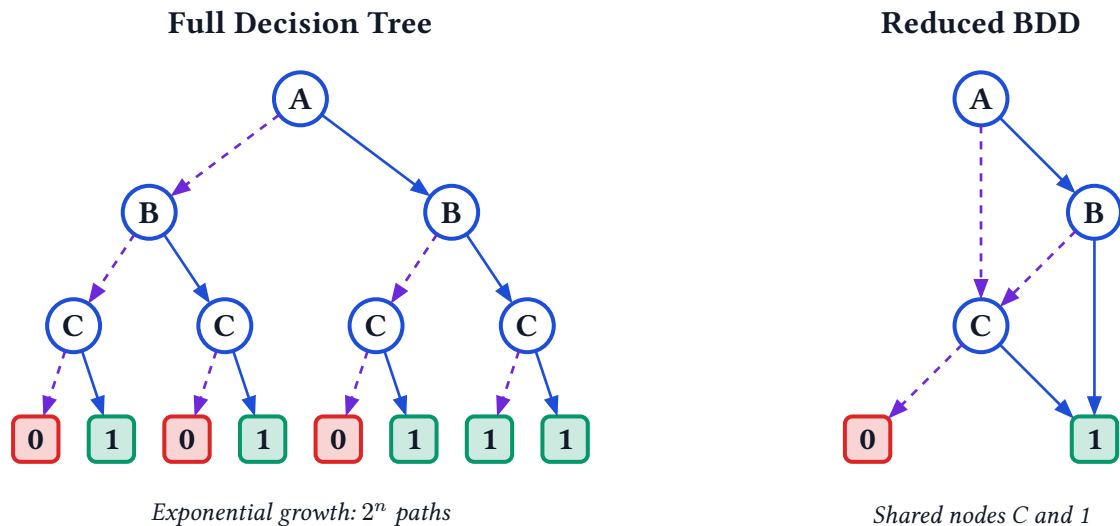 Full Decision Tree
A
B B
C C C C
0 1 0 1 0 1 1 1
Exponential growth: 2ⁿ paths
Reduced BDD
A
B
C
0 1
Shared nodes C and 1